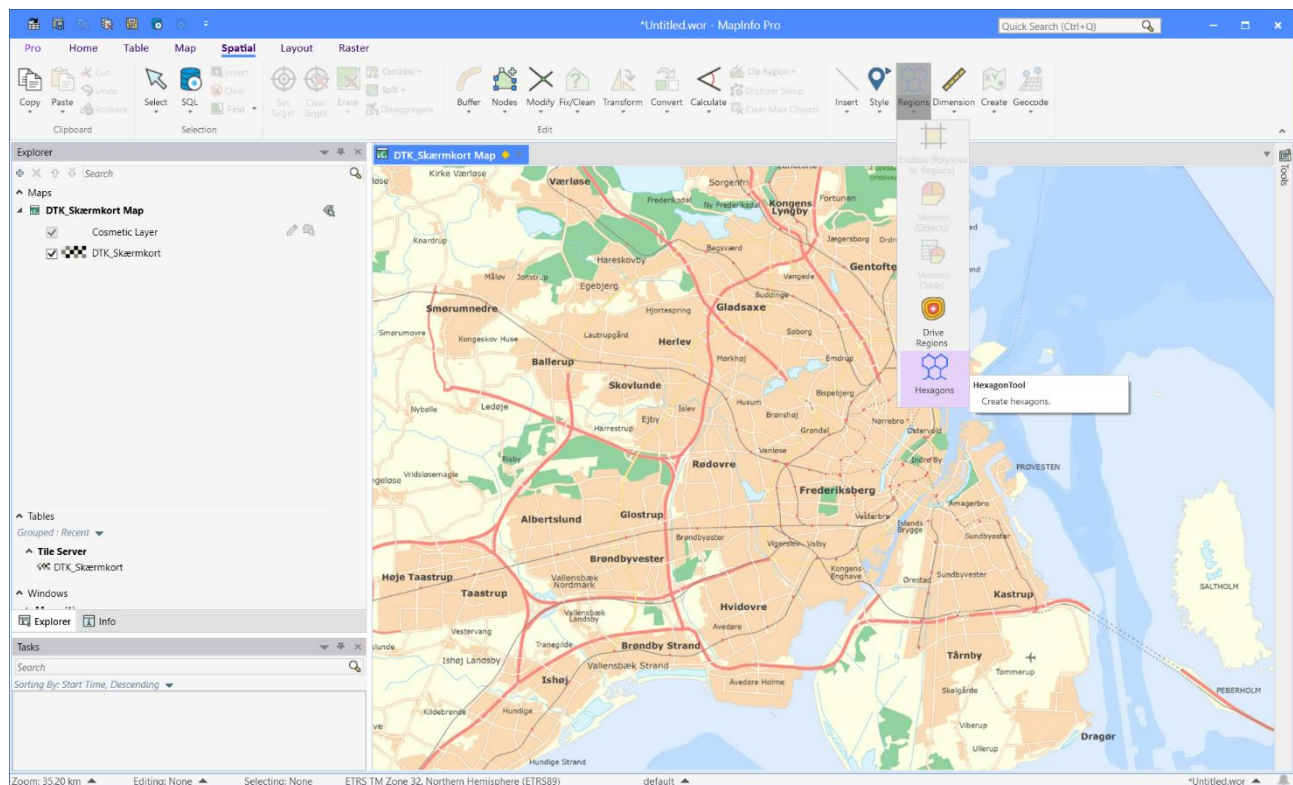 *Untitled.wor - MapInfo Pro
Quick Search (Ctrl+Q)
Pro Home Table Map Spatial Layout Raster
Copy
Paste
Cut
Undo
Rollback
Clipboard
Select
SQL
Invert
Clear
Find
Selection
Set Target
Clear Target
Erase
Combine
Split
Disaggregate
Buffer
Nodes
Modify
Fix/Clean
Transform
Convert
Calculate
Clip Region
Digitizer Setup
Clear Map Objects
Edit
Insert
Style
Regions
Dimension
Create
Geocode
Enclose (Polylines
to Regions)
Voronoi
(Objects)
Voronoi
(Table)
Drive
Regions
Hexagons
HexagonTool
Create hexagons.
Explorer
Search
Maps
DTK_Skærmkort Map
Cosmetic Layer
DTK_Skærmkort
Tables
Grouped : Recent
Tile Server
DTK_Skærmkort
Windows
Explorer
Info
Tasks
Search
Sorting By: Start Time, Descending
DTK_Skærmkort Map
Tools
Kirke Værløse
Værløse
Sorgenfri
Frederiksdal
Ny Frederiksdal
Kongens
Lyngby
Fortunen
Knardrup
Hareskovby
Bagsværd
Jægersborg
Måløv
Jonstrup
Egebjerg
Vangede
Gentofte
Buddinge
Smørumnedre
Hjortespring
Gladsaxe
Smørumovre
Kongeskov Huse
Lautrupgård
Herlev
Søborg
Ballerup
Mørkhøj
Emdrup
Skovlunde
Bispebjerg
Nybølle
Ledøje
Ejby
Islev
Husum
Brønshøj
Harrestrup
Grøndal
Nørrebro
Østervold
Risby
Vanløse
Indre By
Vridsløsemagle
Rødovre
PRØVESTEN
Frederiksberg
Amagerbro
Albertslund
Glostrup
Vesterbro
Islands
Brygge
Brøndbyøster
Vigerslev
Valby
Sundbyøster
Brøndbyvester
Høje Taastrup
Taastrup
Vallensbæk
Nordmark
Kongens
Enghave
Ørestad
Sundbyvester
SALTHOLM
Kastrup
Vallensbæk
Landsby
Hvidovre
Vestervang
Avedøre
Tranegilde
Brøndby Strand
Ishøj Landsby
Vallensbæk Strand
Tårnby
Ishøj
Avedøre Holme
Tømmerup
Skelgårde
PEBERHOLM
Kildebrønde
Hundige
Viberup
Dragør
Ullerup
Hundige Strand
Zoom: 35.20 km
Editing: None
Selecting: None
ETRS TM Zone 32, Northern Hemisphere (ETRS89)
default
*Untitled.wor